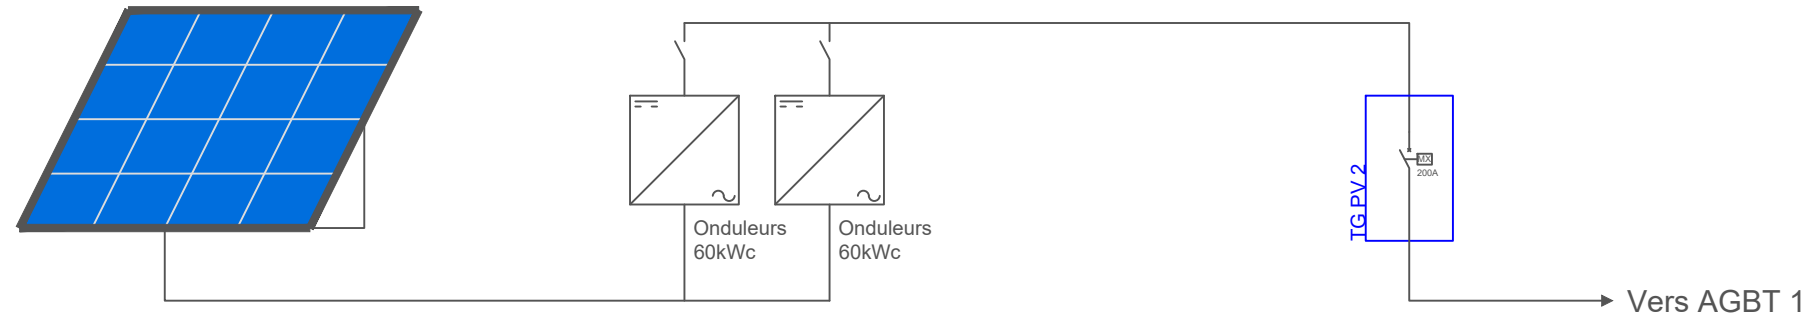 Onduleurs
60kWc
Onduleurs
60kWc
TG PV 2
MX
200A
Vers AGBT 1